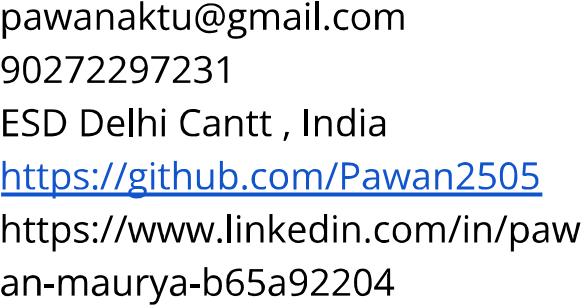 pawanaktu@gmail.com
90272297231
ESD Delhi Cantt , India
https://github.com/Pawan2505
https://www.linkedin.com/in/paw
an-maurya-b65a92204